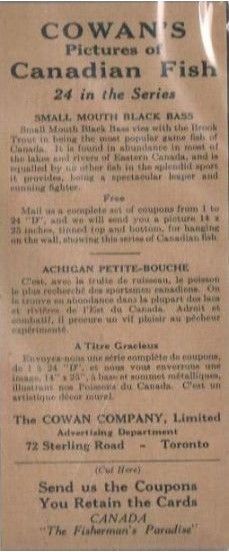 COWAN'S
Pictures of
Canadian Fish
24 in the Series
SMALL MOUTH BLACK BASS
Small Mouth Black Bass vies with the Brook
Trout in being the most popular game fish of
Canada. It is found in abundance in most of
the lakes and rivers of Eastern Canada, and is
equalled by no other fish in the splendid sport
it provides, being a spectacular leaper and
cunning fighter.
Free
Mail us a complete set of coupons from 1 to
24 "D", and we will send you a picture 14 x
25 inches, tinned top and bottom, for hanging
on the wall, showing this series of Canadian fish.
ACHIGAN PETITE-BOUCHE
C'est, avec la truite de ruisseau, le poisson
le plus recherché des sportsmen canadiens. On
le trouve en abondance dans la plupart des lacs
et rivières de l'Est du Canada. Adroit et
combatif, il procure un vif plaisir au pêcheur
expérimenté.
A Titre Gracieux
Envoyez-nous une série complète de coupons,
de 1 à 24 "D", et nous vous enverrons une
image, 14" x 25", à base et sommet métalliques,
illustrant nos Poissons du Canada. C'est un
artistique décor mural.
The COWAN COMPANY, Limited
Advertising Department
72 Sterling Road - Toronto
(Cut Here)
Send us the Coupons
You Retain the Cards
CANADA
"The Fisherman's Paradise"